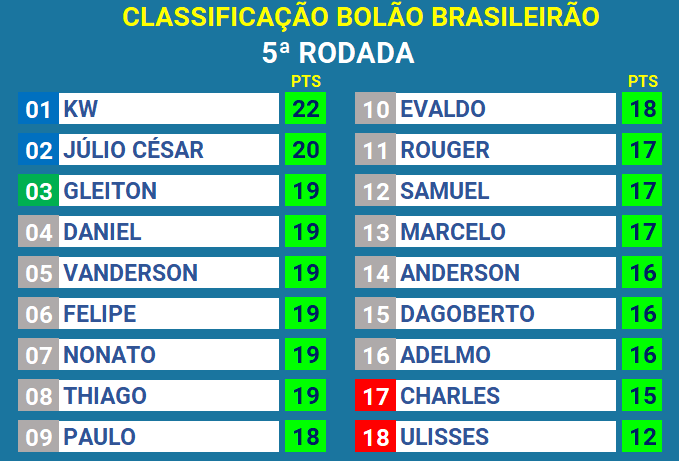 CLASSIFICAÇÃO BOLÃO BRASILEIRÃO
5ª RODADA
PTS
01 KW 22
02 JÚLIO CÉSAR 20
03 GLEITON 19
04 DANIEL 19
05 VANDERSON 19
06 FELIPE 19
07 NONATO 19
08 THIAGO 19
09 PAULO 18
PTS
10 EVALDO 18
11 ROUGER 17
12 SAMUEL 17
13 MARCELO 17
14 ANDERSON 16
15 DAGOBERTO 16
16 ADELMO 16
17 CHARLES 15
18 ULISSES 12